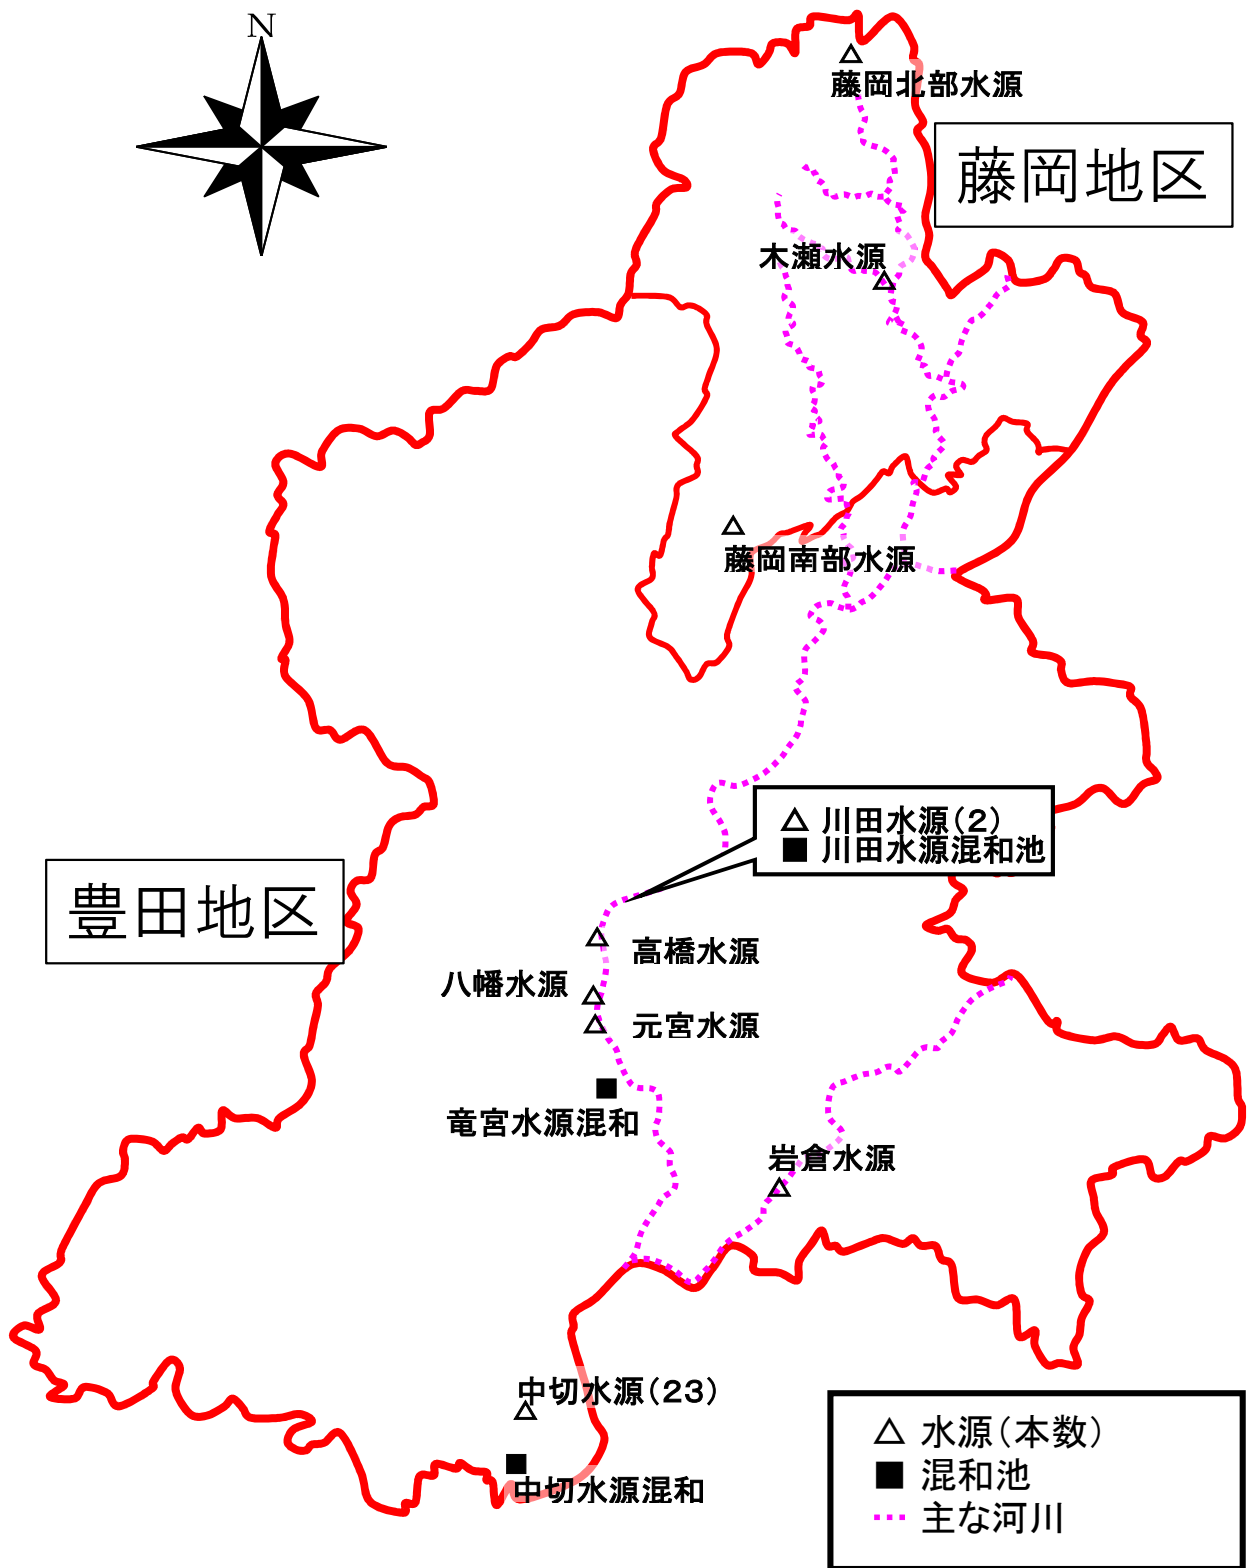 N
藤岡北部水源
藤岡地区
木瀬水源
藤岡南部水源
川田水源(2)
川田水源混和池
豊田地区
高橋水源
八幡水源
元宮水源
竜宮水源混和
岩倉水源
中切水源(23)
中切水源混和
水源(本数)
混和池
主な河川